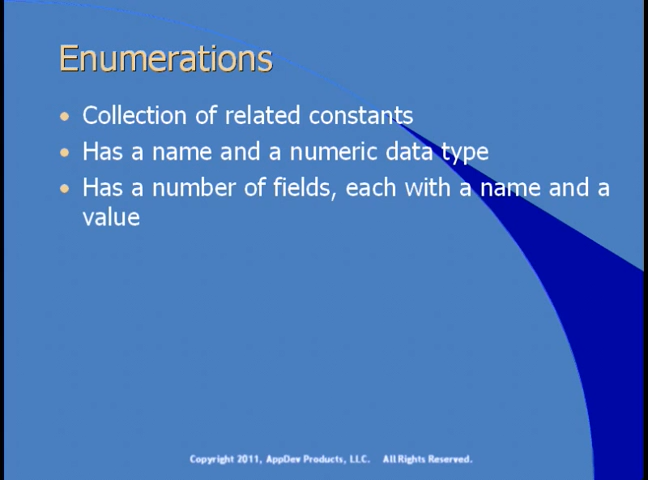 Enumerations
• Collection of related constants
• Has a name and a numeric data type
• Has a number of fields, each with a name and a
value
Copyright 2011, AppDev Products, LLC. All Rights Reserved.